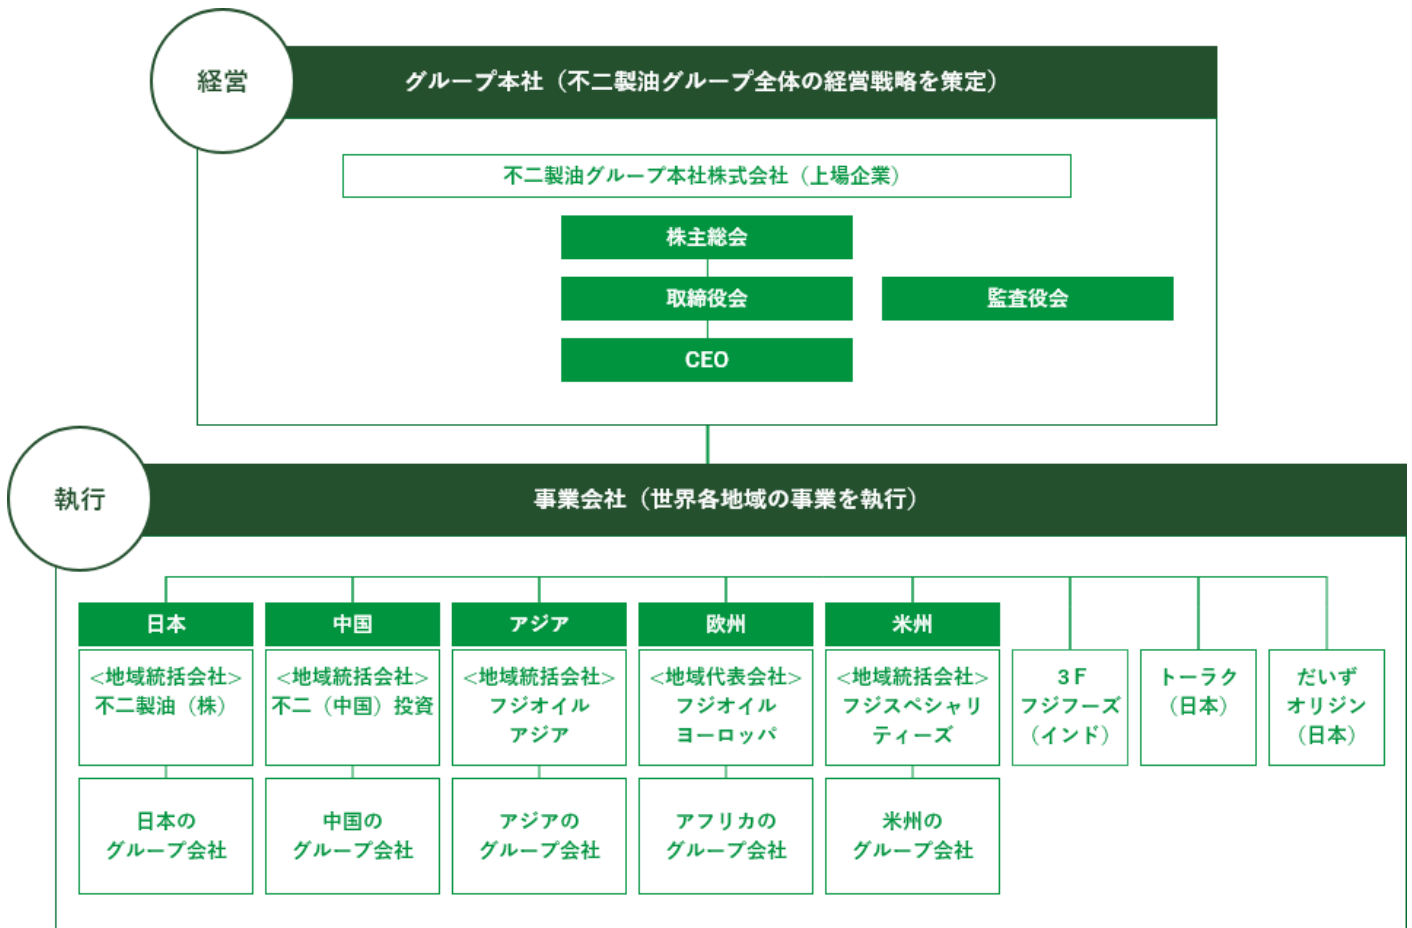 経営
グループ本社（不二製油グループ全体の経営戦略を策定）
不二製油グループ本社株式会社（上場企業）
株主総会
取締役会
監査役会
CEO
執行
事業会社（世界各地域の事業を執行）
日本
<地域統括会社>
不二製油（株）
日本の
グループ会社
中国
<地域統括会社>
不二（中国）投資
中国の
グループ会社
アジア
<地域統括会社>
フジオイル
アジア
アジアの
グループ会社
欧州
<地域代表会社>
フジオイル
ヨーロッパ
アフリカの
グループ会社
米州
<地域統括会社>
フジスペシャリ
ティーズ
米州の
グループ会社
3F
フジフーズ
（インド）
トーラク
（日本）
だいず
オリジン
（日本）